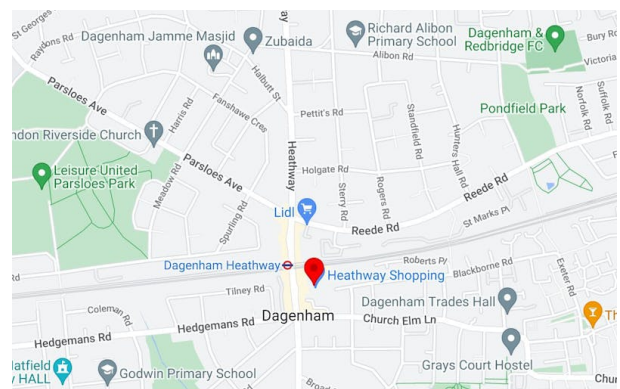 St Georges
Raydons Rd
Dagenham Jamme Masjid
Zubaida
Richard Alibon
Primary School
Alibon Rd
Dagenham &
Redbridge FC
Bury Ro
Victoria
way
Halbutt St
Parsloes Ave
Fanshawe Cres
Pettit's Rd
Pondfield Park
Norfolk Rd
Suffolk Rd
ndon Riverside Church
Harris Rd
Heathway
Standfield Rd
Hunters Hall Rd
Parsloes Ave
Leisure United
Parsloes Park
Meadow Rd
Holgate Rd
Sterry Rd
Rogers Rd
Reede Rd
Spurling Rd
Lidl
Reede Rd
St Marks Pl
Rd
Dagenham Heathway
Heathway Shopping
Roberts Pl
Blackborne Rd
Exeter Rd
Tilney Rd
Dagenham Trades Hall
Coleman Rd
Dagenham
Church Elm Ln
Th
Hedgemans Rd
Hedgemans Rd
latfield
HALL
Godwin Primary School
Grays Court Hostel
Broad
Chur